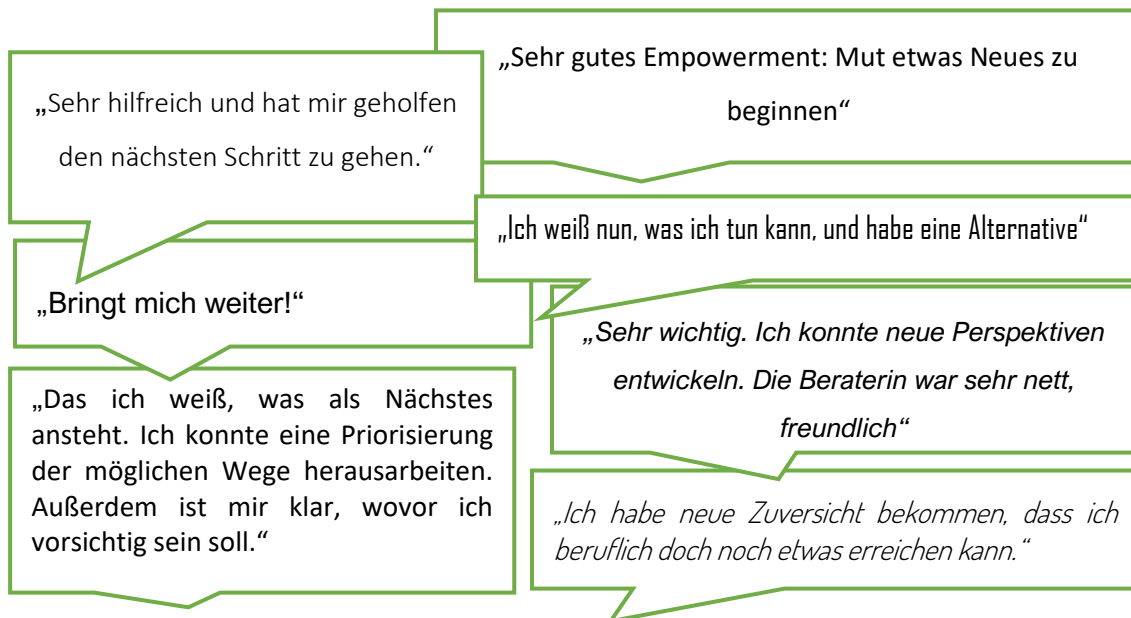 „Sehr gutes Empowerment: Mut etwas Neues zu
beginnen“
„Sehr hilfreich und hat mir geholfen
den nächsten Schritt zu gehen.“
„Ich weiß nun, was ich tun kann, und habe eine Alternative“
„Bringt mich weiter!“
„Sehr wichtig. Ich konnte neue Perspektiven
entwickeln. Die Beraterin war sehr nett,
freundlich“
„Das ich weiß, was als Nächstes
ansteht. Ich konnte eine Priorisierung
der möglichen Wege herausarbeiten.
Außerdem ist mir klar, wovor ich
vorsichtig sein soll.“
„Ich habe neue Zuversicht bekommen, dass ich
beruflich doch noch etwas erreichen kann.“